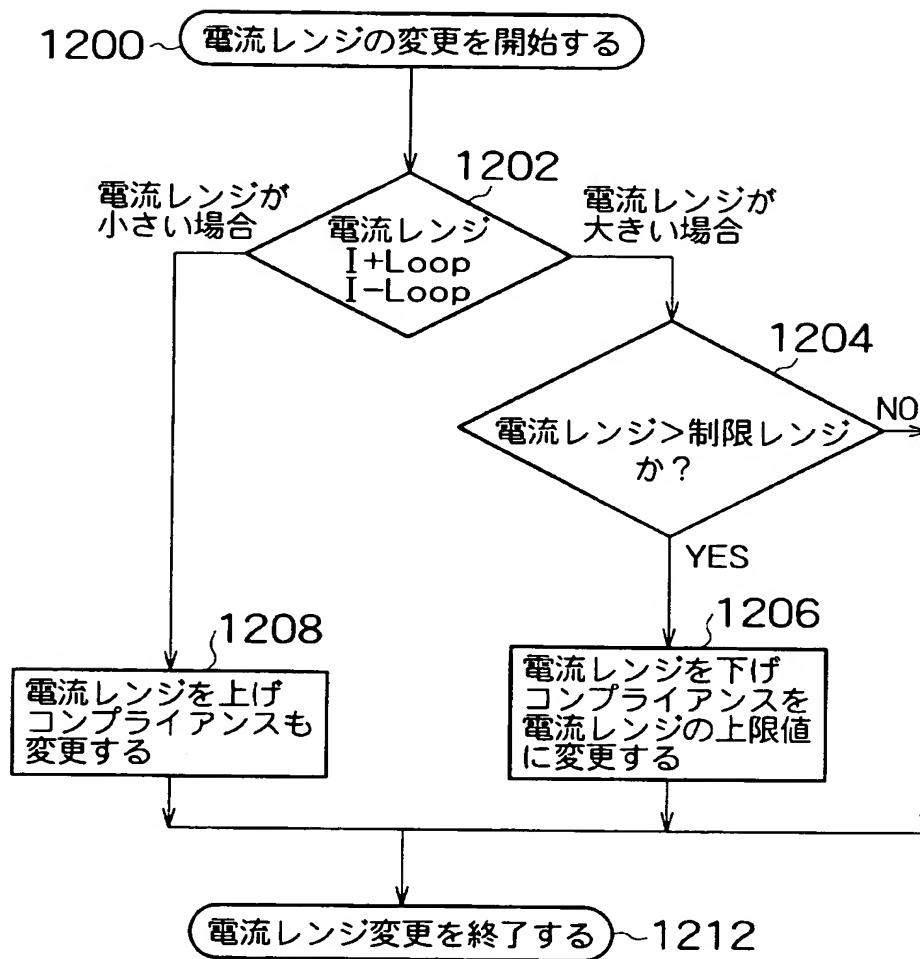 1200
電流レンジの変更を開始する
1202
電流レンジが
小さい場合
電流レンジ
I+Loop
I-Loop
電流レンジが
大きい場合
1204
電流レンジ>制限レンジ
か?
NO
YES
1208
電流レンジを上げ
コンプライアンスも
変更する
1206
電流レンジを下げ
コンプライアンスを
電流レンジの上限値
に変更する
電流レンジ変更を終了する
1212